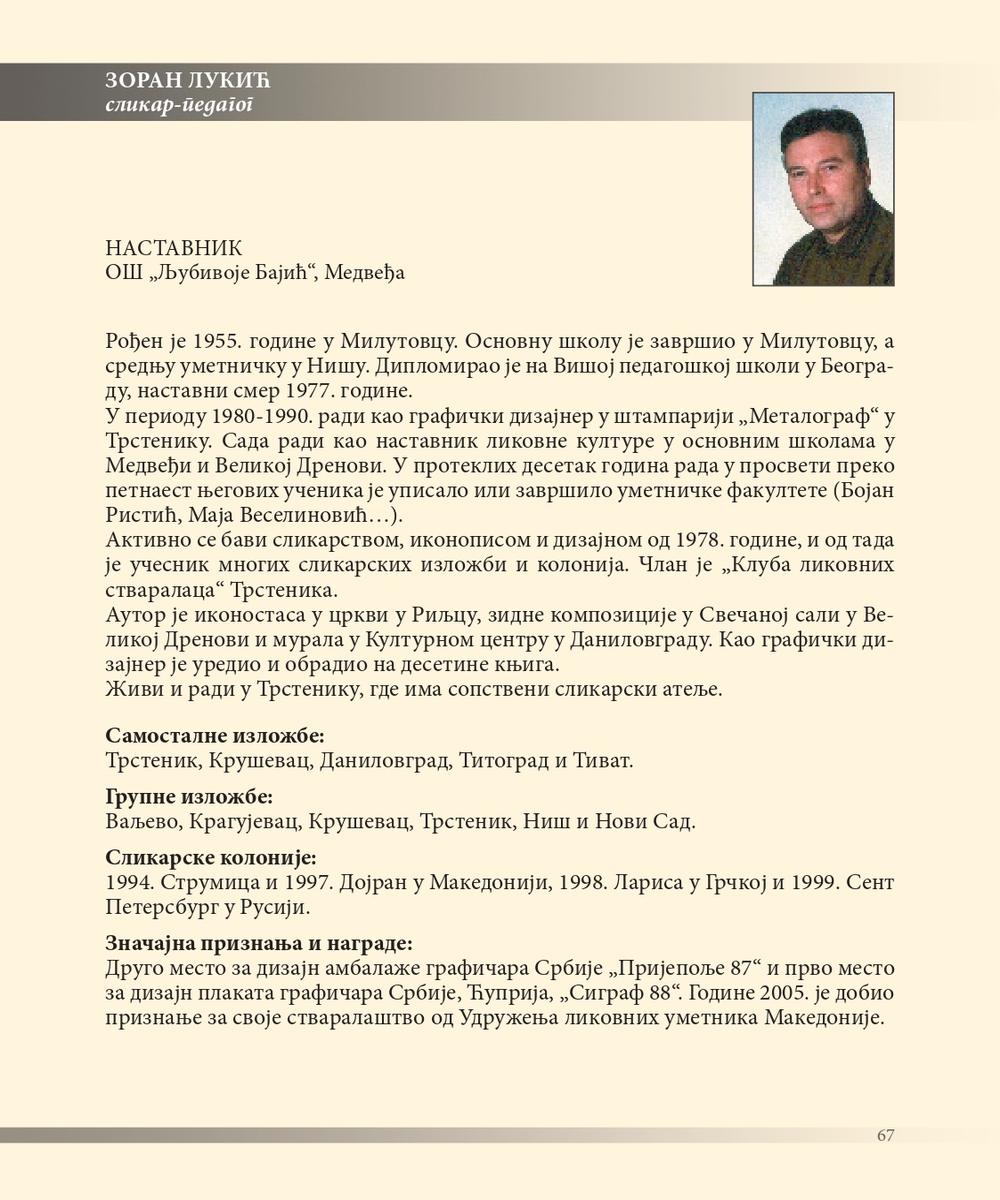 ЗОРАН ЛУКИЋ
сликар-педагог
НАСТАВНИК
ОШ „Љубивоје Бајић“, Медвеђа
Рођен је 1955. године у Милутовцу. Основну школу је завршио у Милутовцу, а
средњу уметничку у Нишу. Дипломирао је на Вишој педагошкој школи у Београ-
ду, наставни смер 1977. године.
У периоду 1980-1990. ради као графички дизајнер у штампарији „Металограф“ у
Трстенику. Сада ради као наставник ликовне културе у основним школама у
Медвеђи и Великој Дренови. У протеклих десетак година рада у просвети преко
петнаест његових ученика је уписало или завршило уметничке факултете (Бојан
Ристић, Маја Веселиновић…).
Активно се бави сликарством, иконописом и дизајном од 1978. године, и од тада
је учесник многих сликарских изложби и колонија. Члан је „Клуба ликовних
стваралаца“ Трстеника.
Аутор је иконостаса у цркви у Риљцу, зидне композиције у Свечаној сали у Ве-
ликој Дренови и мурала у Културном центру у Даниловграду. Као графички ди-
зајнер је уредио и обрадио на десетине књига.
Живи и ради у Трстенику, где има сопствени сликарски атеље.
Самосталне изложбе:
Трстеник, Крушевац, Даниловград, Титоград и Тиват.
Групне изложбе:
Ваљево, Крагујевац, Крушевац, Трстеник, Ниш и Нови Сад.
Сликарске колоније:
1994. Струмица и 1997. Дојран у Македонији, 1998. Лариса у Грчкој и 1999. Сент
Петерсбург у Русији.
Значајна признања и награде:
Друго место за дизајн амбалаже графичара Србије „Пријепоље 87“ и прво место
за дизајн плаката графичара Србије, Ћуприја, „Сиграф 88“. Године 2005. је добио
признање за своје стваралаштво од Удружења ликовних уметника Македоније.
67